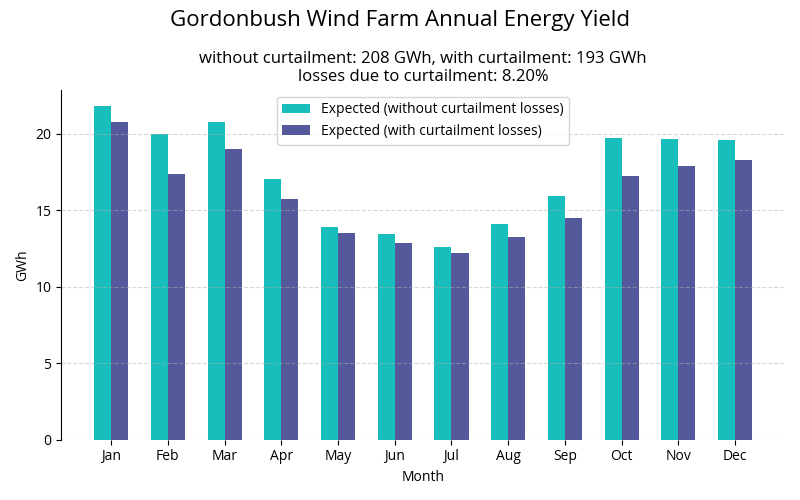 Gordonbush Wind Farm Annual Energy Yield
without curtailment: 208 GWh, with curtailment: 193 GWh
losses due to curtailment: 8.20%
Expected (without curtailment losses)
Expected (with curtailment losses)
GWh
20
15
10
5
0
Jan Feb Mar Apr May Jun Jul Aug Sep Oct Nov Dec
Month